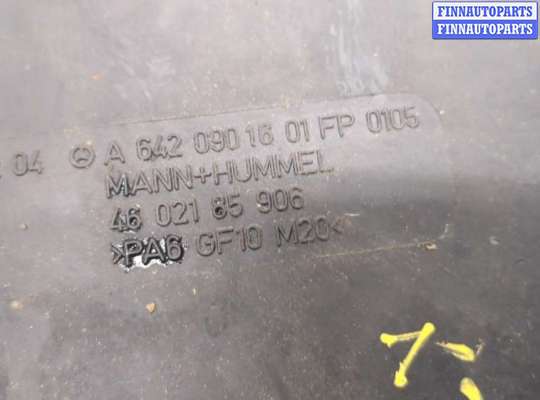 FINNAUTOPARTS
FINNAUTOPARTS
04 A 642 090 16 01 FP 0105
MANN+HUMMEL
46 021 85 906
>PA6 GF10 M20<